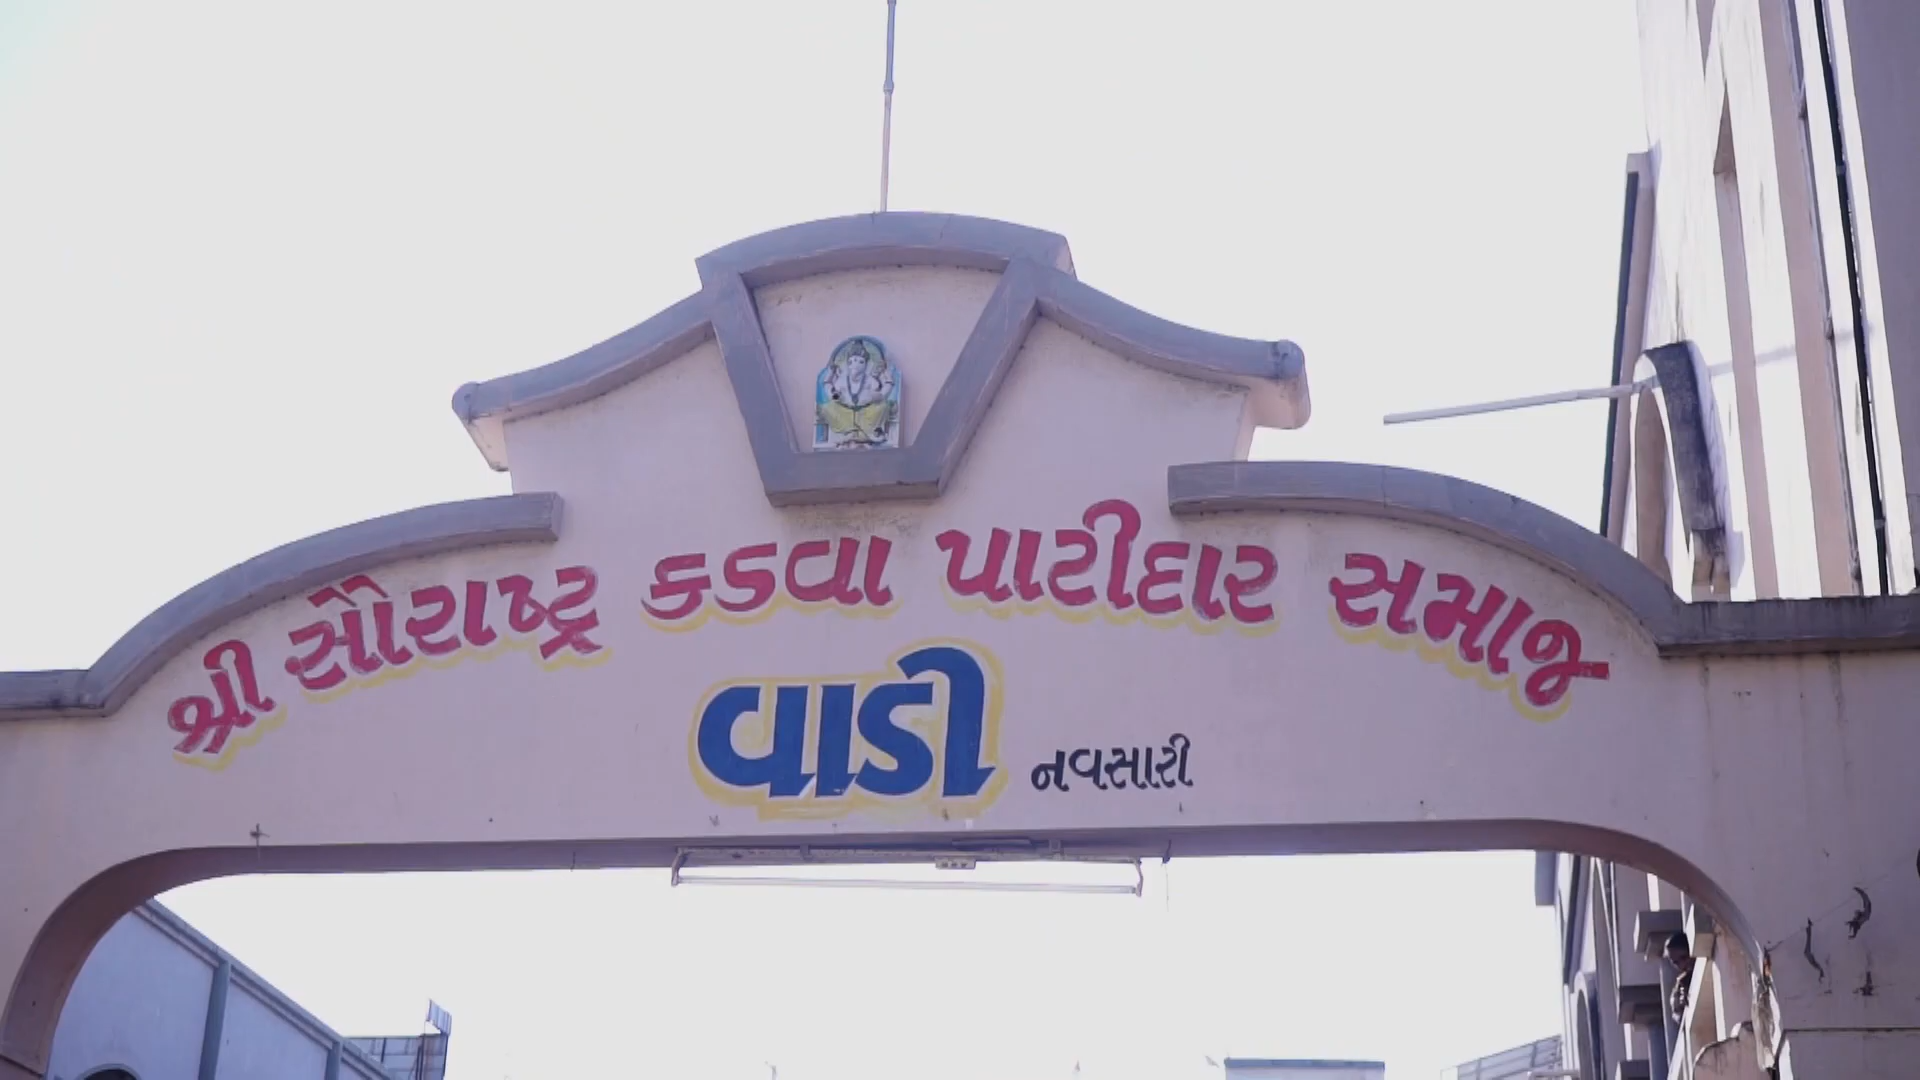 શ્રી સૌરાષ્ટ્ર કડવા પાટીદાર સમાજ
વાડી નવસારી